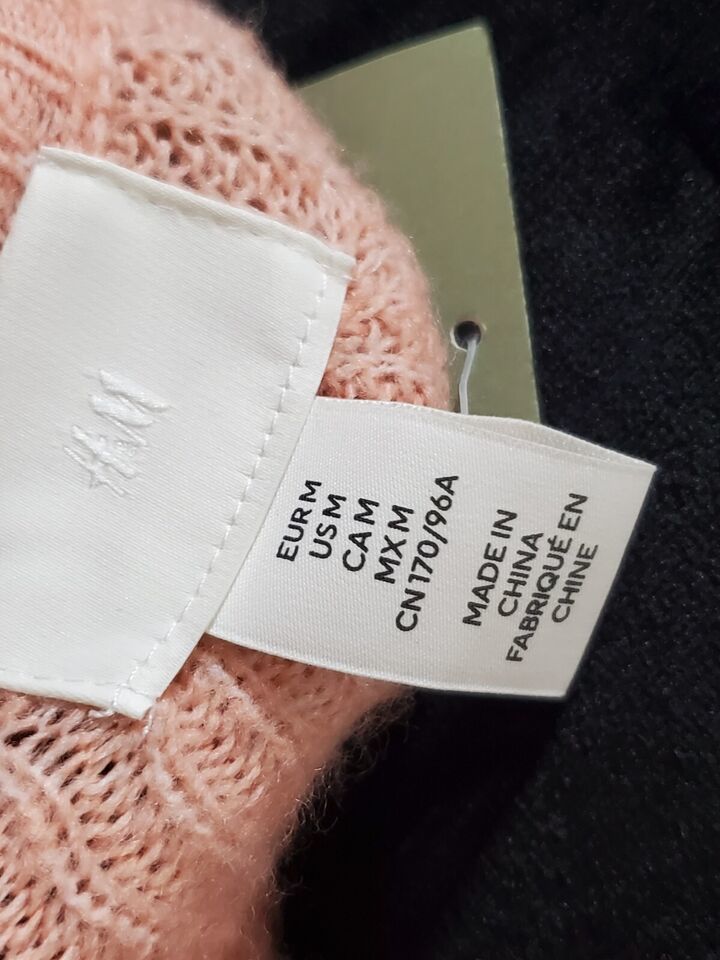 H&M
EUR M
US M
CA M
MX M
CN 170/96A
MADE IN
CHINA
FABRIQUÉ EN
CHINE